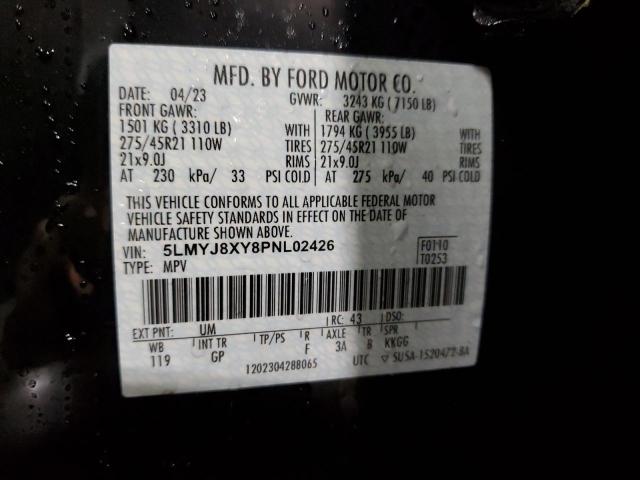 MFD. BY FORD MOTOR CO.
DATE: 04/23 GVWR: 3243 KG ( 7150 LB)
FRONT GAWR: REAR GAWR:
1501 KG ( 3310 LB) WITH 1794 KG ( 3955 LB) WITH
275/45R21 110W TIRES 275/45R21 110W TIRES
21x9.0J RIMS 21x9.0J RIMS
AT 230 kPa/ 33 PSI COLD AT 275 kPa/ 40 PSI COLD
THIS VEHICLE CONFORMS TO ALL APPLICABLE FEDERAL MOTOR
VEHICLE SAFETY STANDARDS IN EFFECT ON THE DATE OF
MANUFACTURE SHOWN ABOVE.
VIN: 5LMYJ8XY8PNL02426 F0110
TYPE: MPV T0253
EXT PNT: UM RC: 43 DSO:
WB INT TR TP/PS R AXLE TR SPR
119 GP F 3A B KKGG
1202304288065 UTC ▽ SU5A-1520472-BA